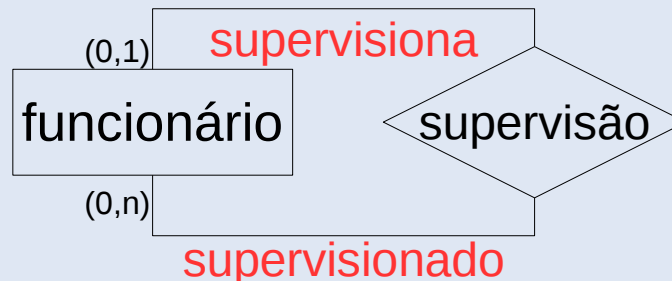 supervisiona
(0,1)
funcionário
supervisão
(0,n)
supervisionado